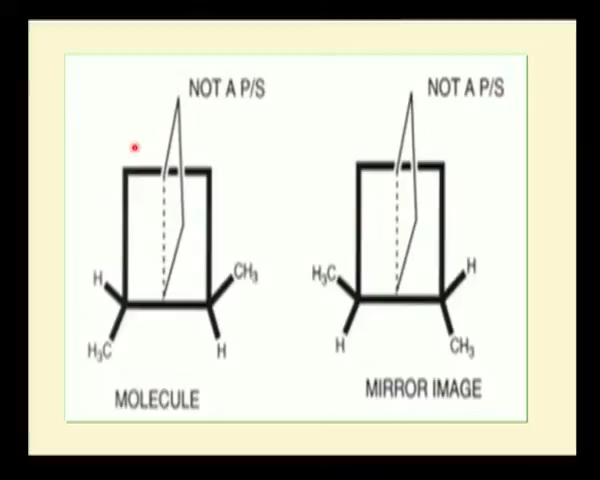 NOT A P/S
NOT A P/S
H
CH₃
H₃C
H
H₃C
H
H
CH₃
MOLECULE
MIRROR IMAGE